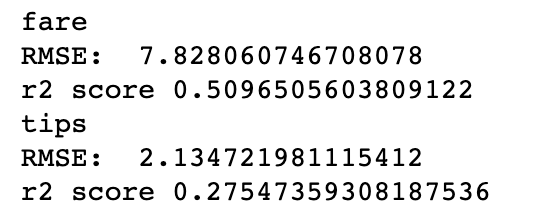 fare
RMSE:  7.828060746708078
r2 score 0.5096505603809122
tips
RMSE:  2.134721981115412
r2 score 0.27547359308187536